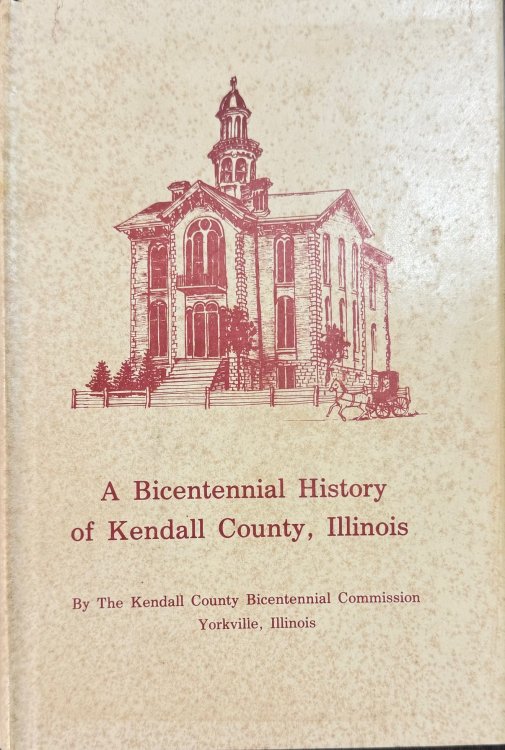 A Bicentennial History
of Kendall County, Illinois
By The Kendall County Bicentennial Commission
Yorkville, Illinois